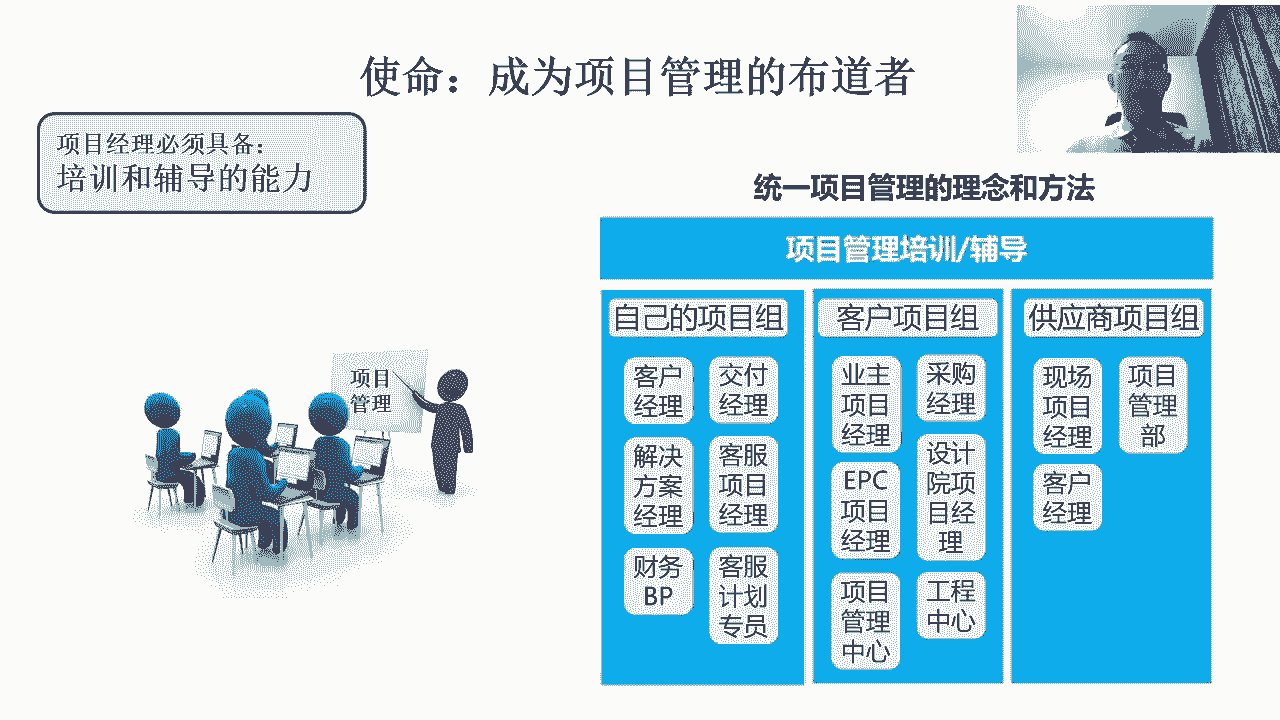 使命：成为项目管理的布道者
项目经理必须具备：
培训和辅导的能力
项目
管理
统一项目管理的理念和方法
项目管理培训/辅导
自己的项目组
客户
经理
交付
经理
解决
方案
经理
客服
项目
经理
财务
BP
客服
计划
专员
客户项目组
业主
项目
经理
采购
经理
EPC
项目
经理
设计
院项
目经
理
项目
管理
中心
工程
中心
供应商项目组
现场
项目
经理
项目
管理
部
客户
经理